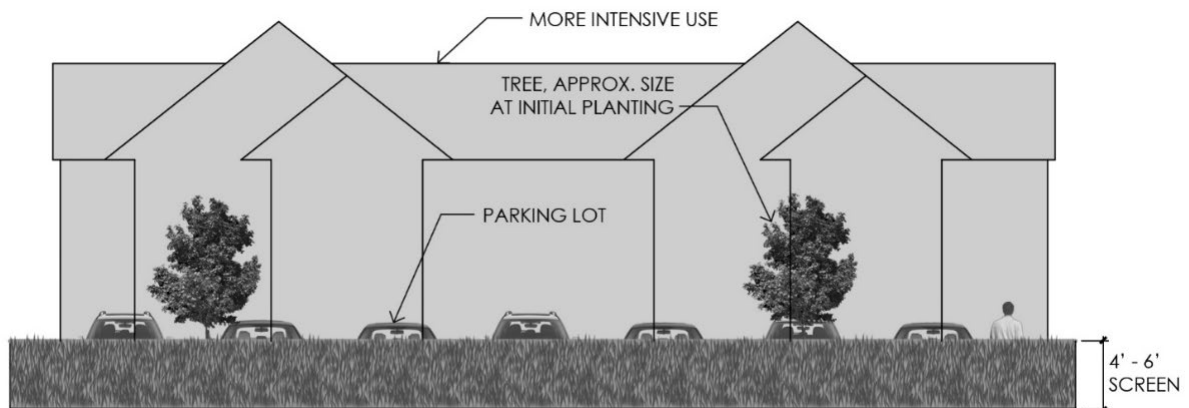 MORE INTENSIVE USE
TREE, APPROX. SIZE
AT INITIAL PLANTING
PARKING LOT
4' - 6'
SCREEN